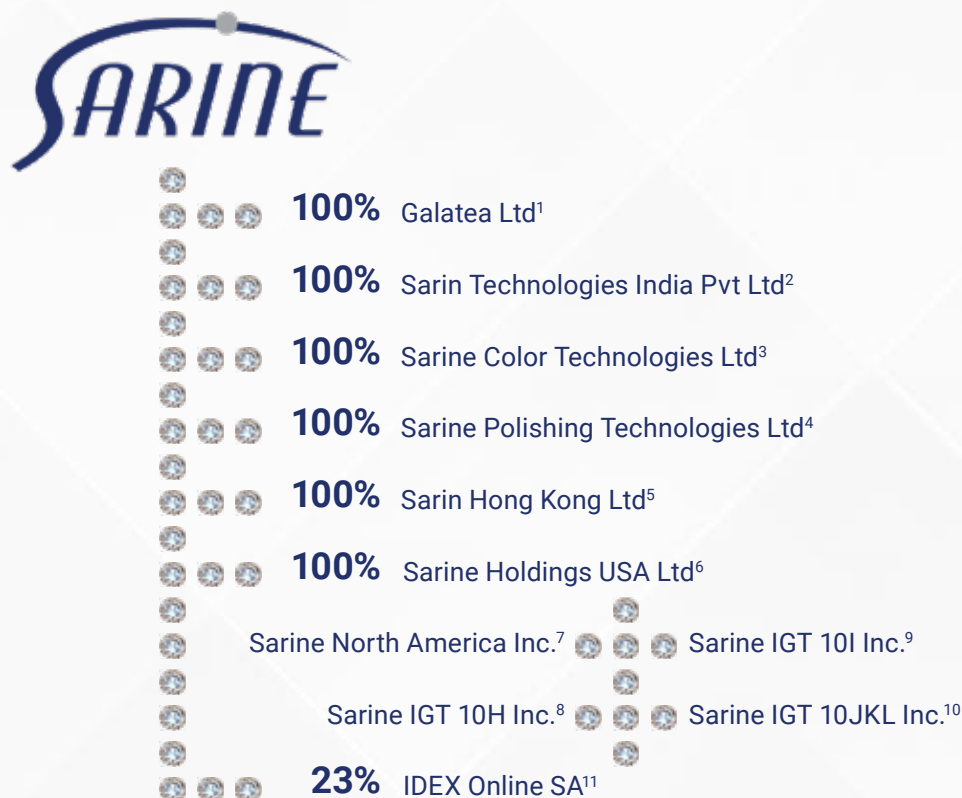 SARINE
100% Galatea Ltd¹
100% Sarin Technologies India Pvt Ltd²
100% Sarine Color Technologies Ltd³
100% Sarine Polishing Technologies Ltd⁴
100% Sarin Hong Kong Ltd⁵
100% Sarine Holdings USA Ltd⁶
Sarine North America Inc.⁷ Sarine IGT 10I Inc.⁹
Sarine IGT 10H Inc.⁸ Sarine IGT 10JKL Inc.¹⁰
23% IDEX Online SA¹¹